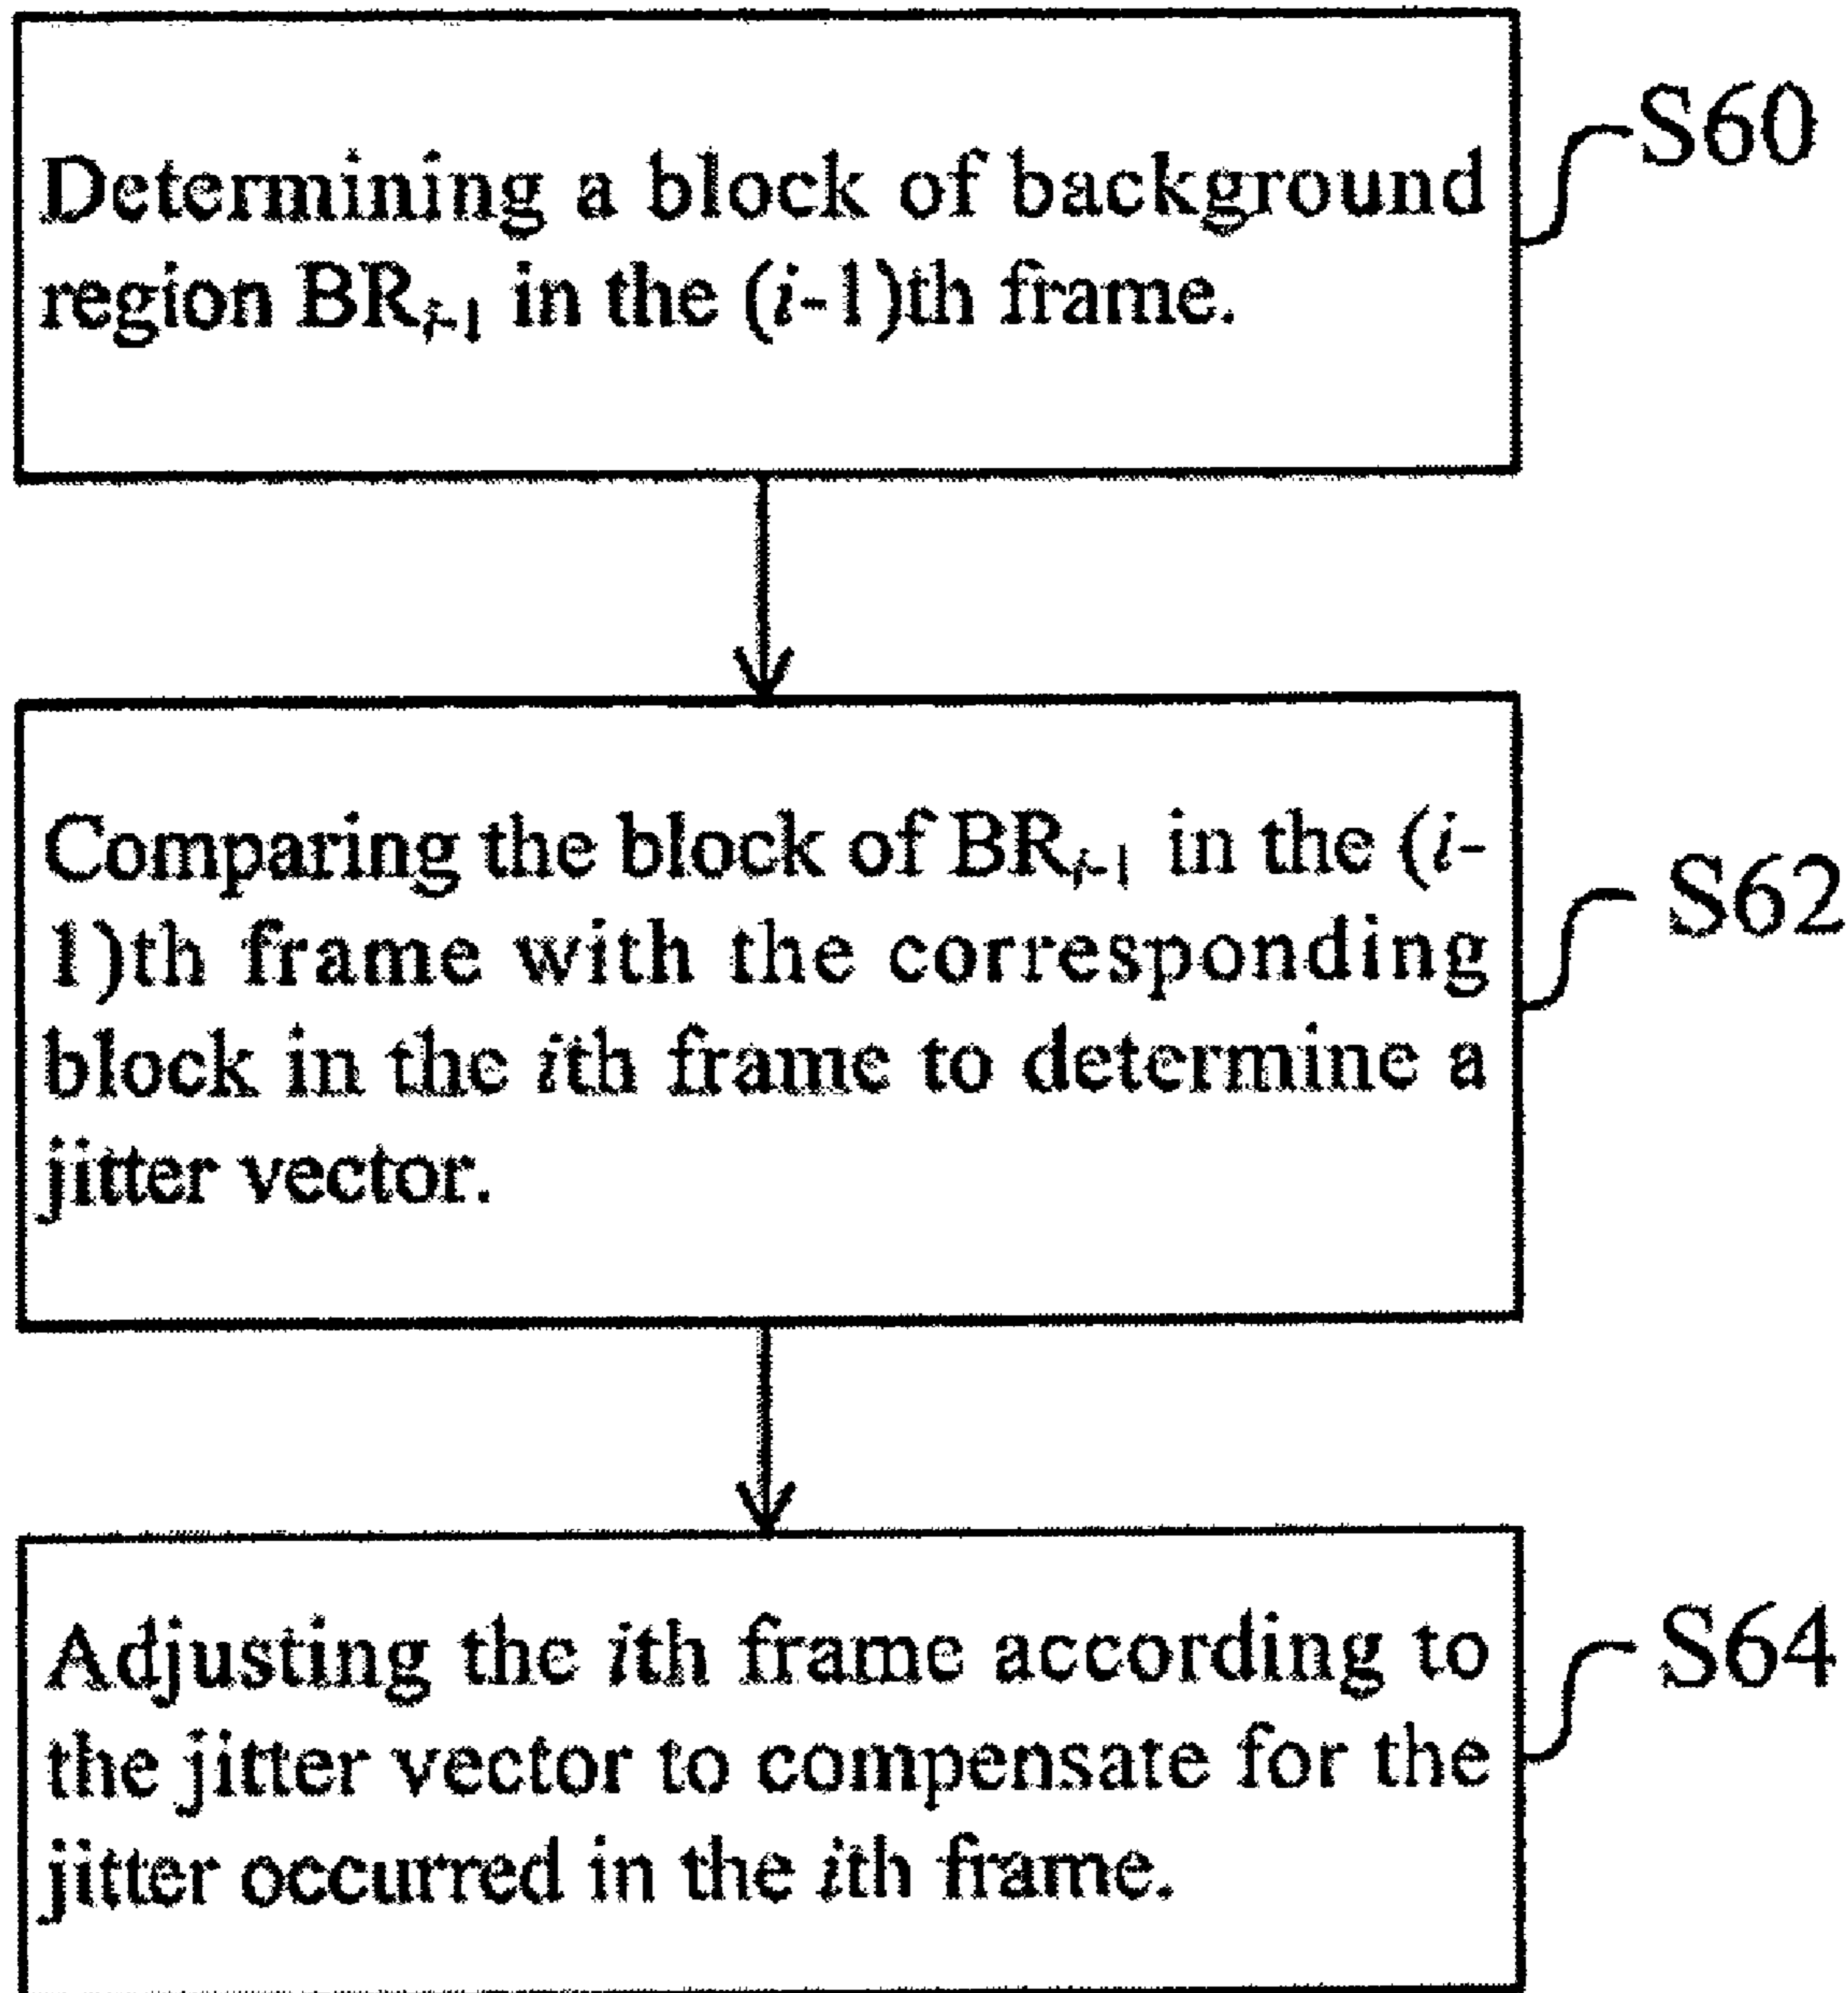 Determining a block of background
S60
region BRᵢ₋₁ in the (i-1)th frame.
Comparing the block of BRᵢ₋₁ in the (i-
S62
1)th frame with the corresponding
block in the ith frame to determine a
jitter vector.
Adjusting the ith frame according to
S64
the jitter vector to compensate for the
jitter occurred in the ith frame.